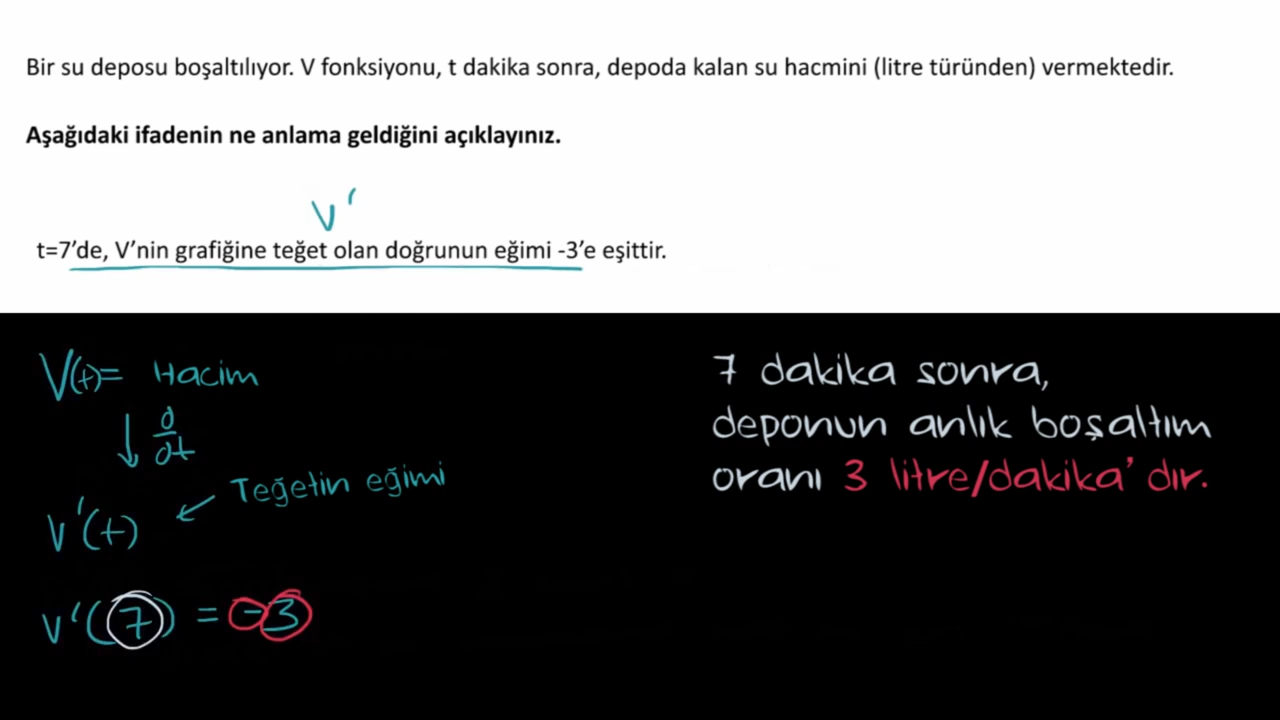 Bir su deposu boşaltılıyor. V fonksiyonu, t dakika sonra, depoda kalan su hacmini (litre türünden) vermektedir.
Aşağıdaki ifadenin ne anlama geldiğini açıklayınız.
V'
t=7’de, V’nin grafiğine teğet olan doğrunun eğimi -3’e eşittir.
V(t)= Hacim
↓ d/dt
V'(t) ← Teğetin eğimi
V'(7) = -3
7 dakika sonra,
deponun anlık boşaltım
oranı 3 litre/dakika' dır.